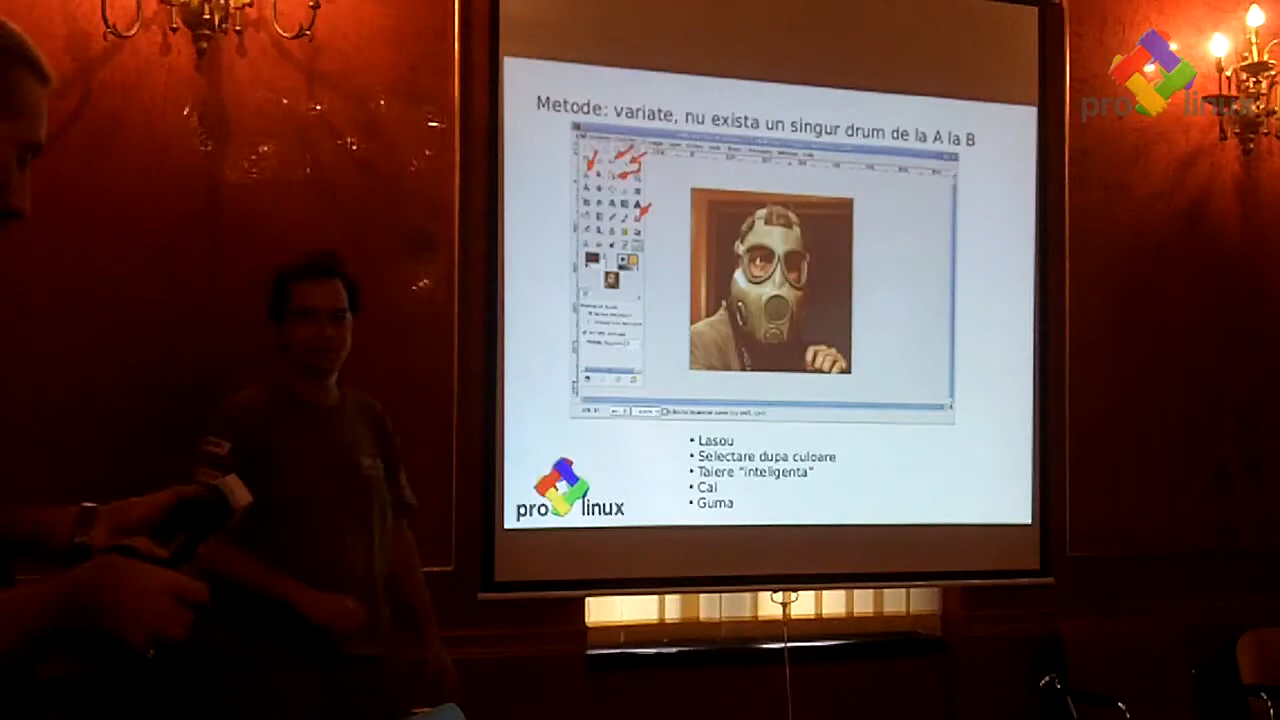 Metode: variate, nu exista un singur drum de la A la B
• Lasou
• Selectare dupa culoare
• Taiere "inteligenta"
• Cai
• Guma
pro linux
pro linux